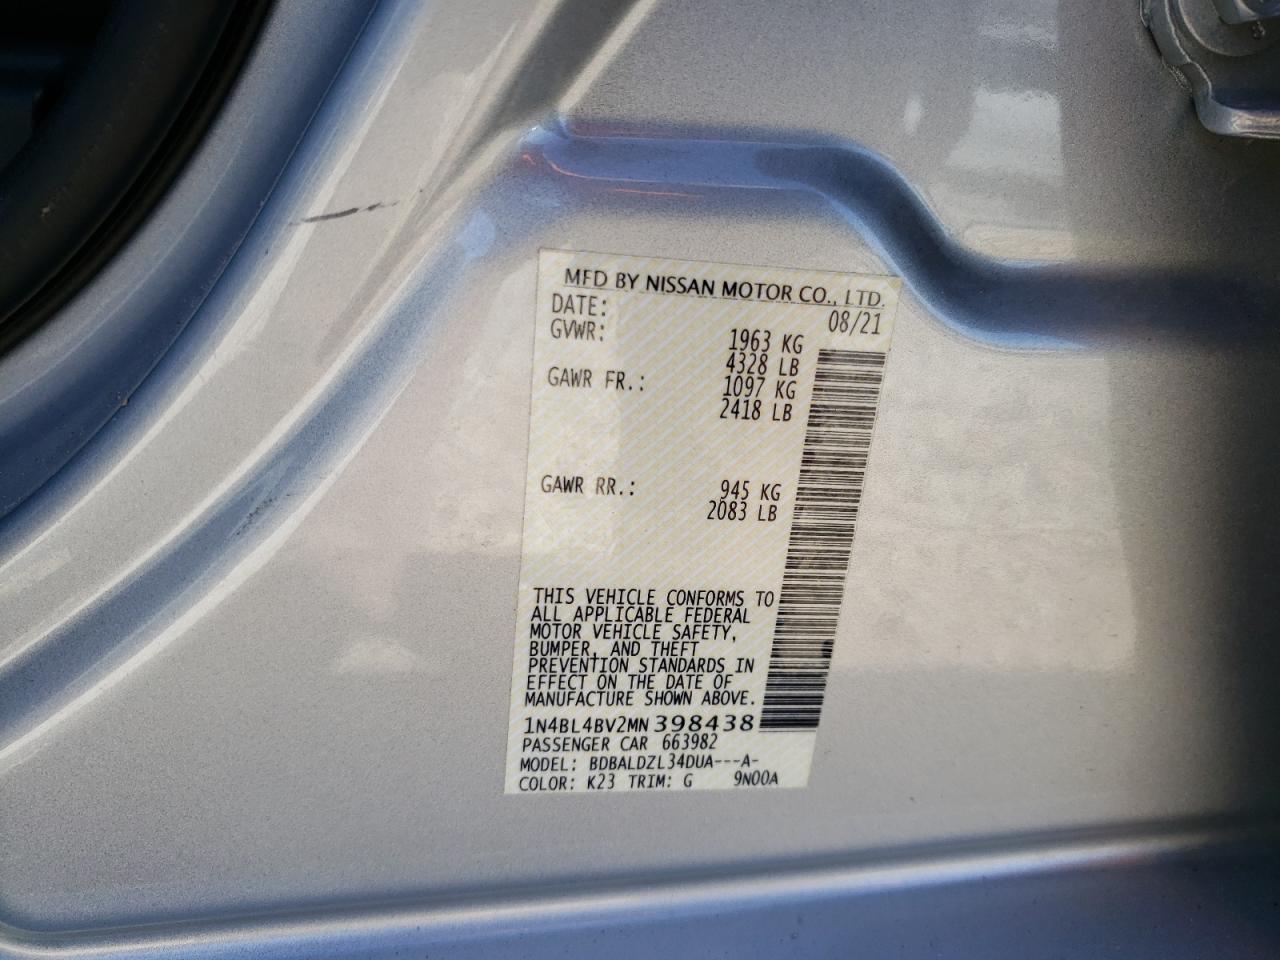 MFD BY NISSAN MOTOR CO., LTD.
DATE: 08/21
GVWR: 1963 KG
4328 LB
GAWR FR.: 1097 KG
2418 LB
GAWR RR.: 945 KG
2083 LB
THIS VEHICLE CONFORMS TO
ALL APPLICABLE FEDERAL
MOTOR VEHICLE SAFETY,
BUMPER, AND THEFT
PREVENTION STANDARDS IN
EFFECT ON THE DATE OF
MANUFACTURE SHOWN ABOVE.
1N4BL4BV2MN398438
PASSENGER CAR 663982
MODEL: BDBALDZL34DUA---A-
COLOR: K23 TRIM: G 9N00A